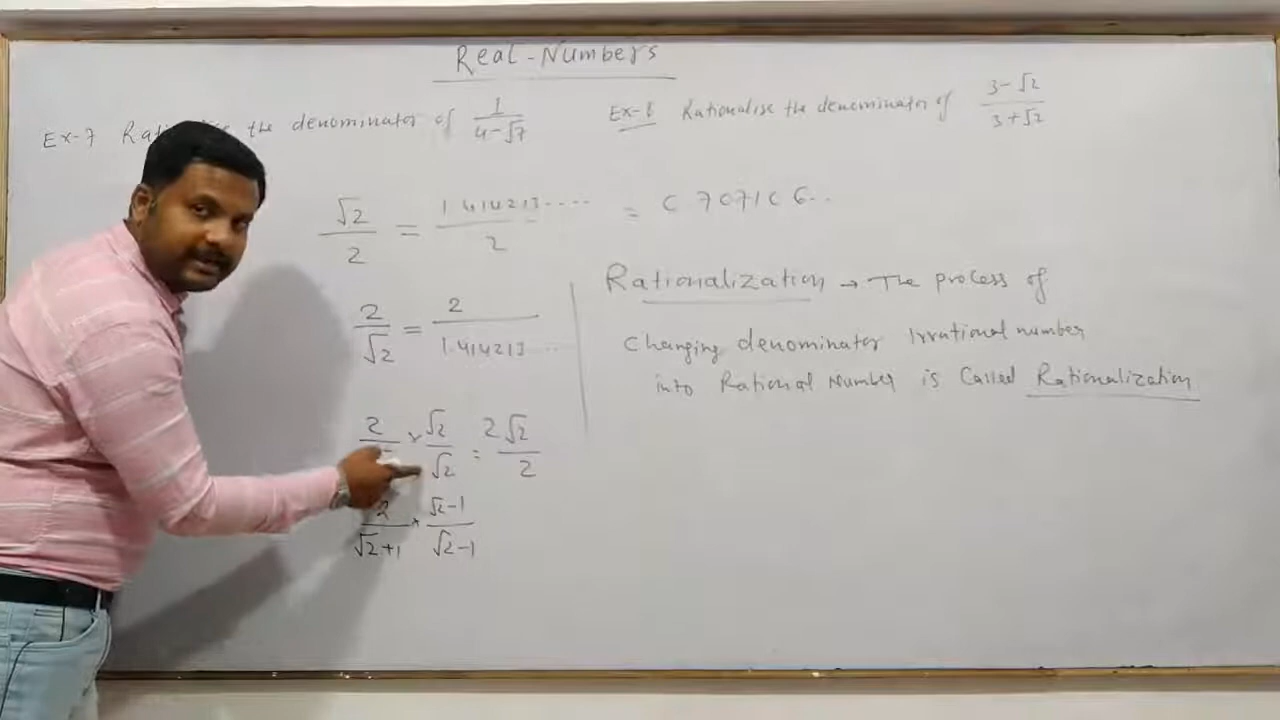 Real-Numbers
Ex-7 the denominator of 1/(4-√7)
Ex-8 Rationalise the denominator of (3-√2)/(3+√2)
√2/2 = 1.414213..../2 = 0.707106..
2/√2 = 2/1.414213....
Rationalization → The process of
Changing denominator Irrational number
into Rational Number is Called Rationalization
2/ × √2/√2 = 2√2/2
2/(√2+1) × (√2-1)/(√2-1)